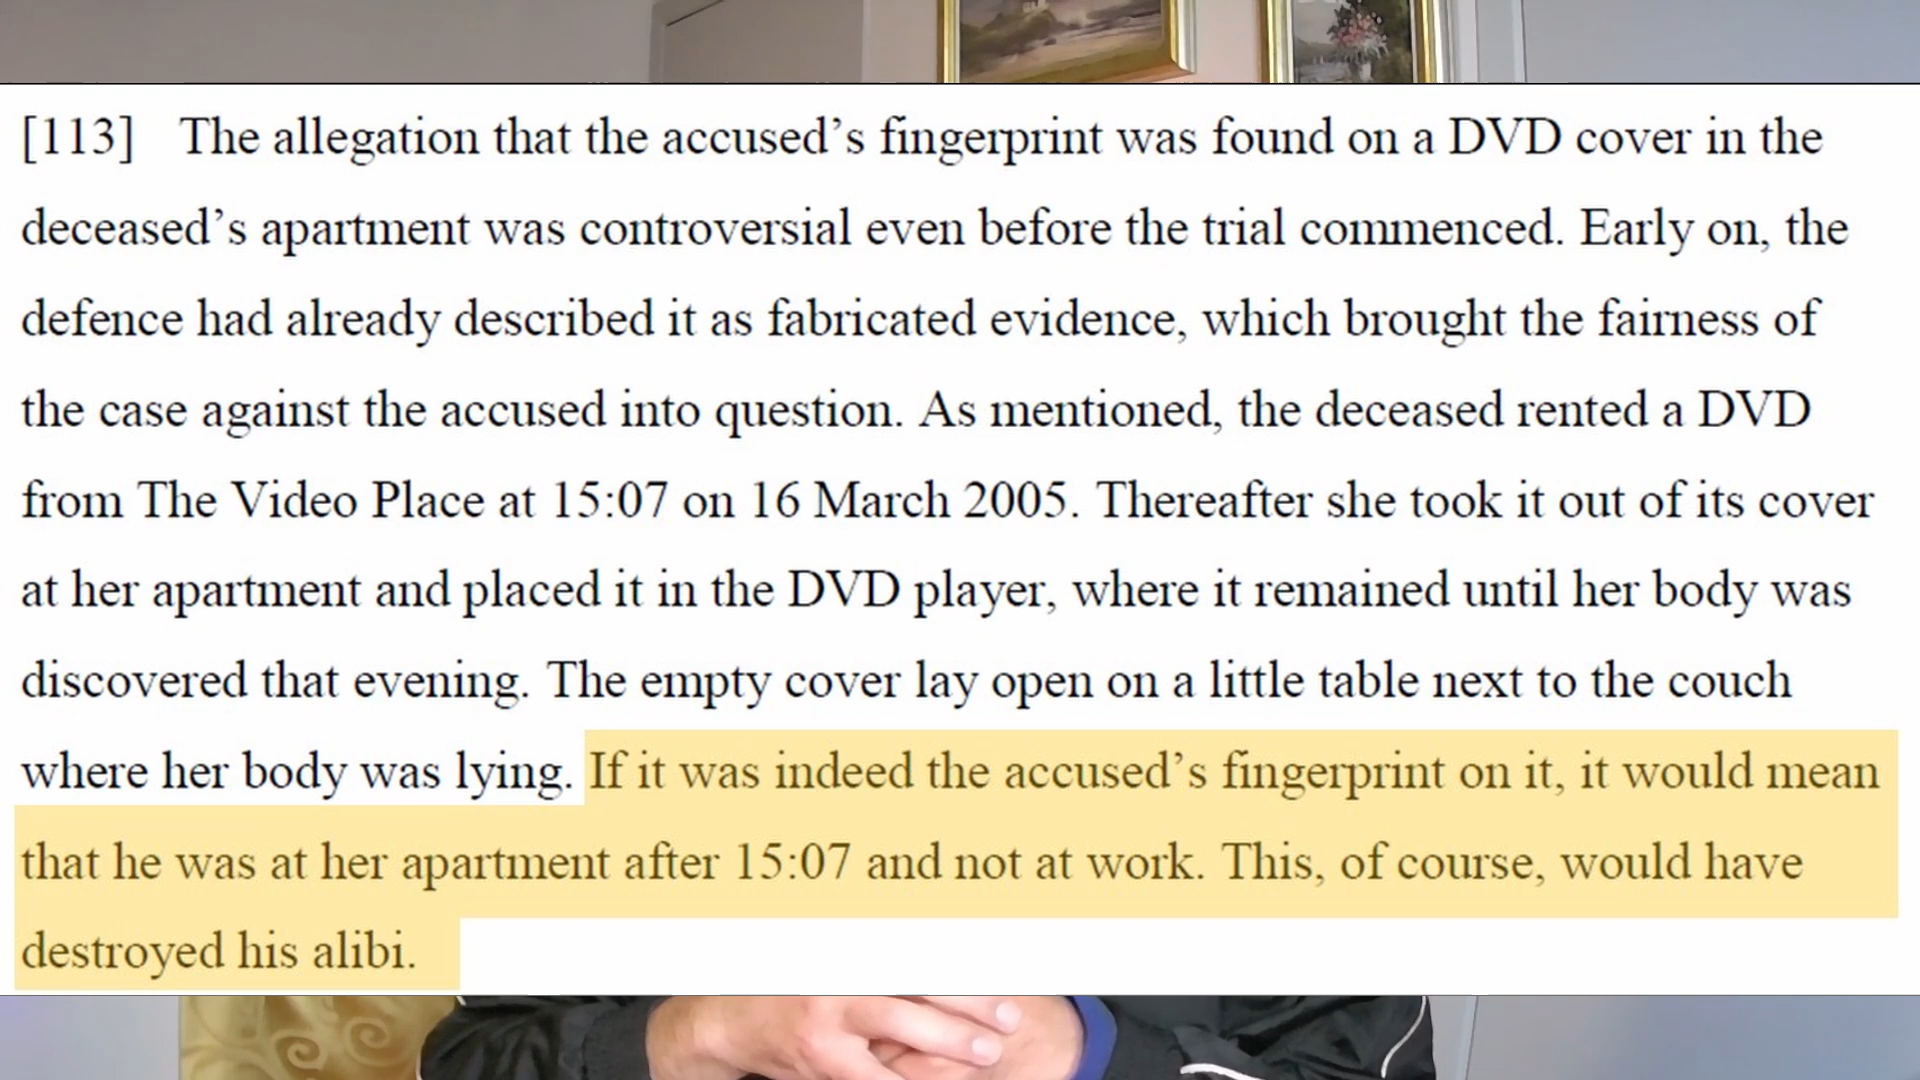 [113] The allegation that the accused’s fingerprint was found on a DVD cover in the
deceased’s apartment was controversial even before the trial commenced. Early on, the
defence had already described it as fabricated evidence, which brought the fairness of
the case against the accused into question. As mentioned, the deceased rented a DVD
from The Video Place at 15:07 on 16 March 2005. Thereafter she took it out of its cover
at her apartment and placed it in the DVD player, where it remained until her body was
discovered that evening. The empty cover lay open on a little table next to the couch
where her body was lying. If it was indeed the accused’s fingerprint on it, it would mean
that he was at her apartment after 15:07 and not at work. This, of course, would have
destroyed his alibi.